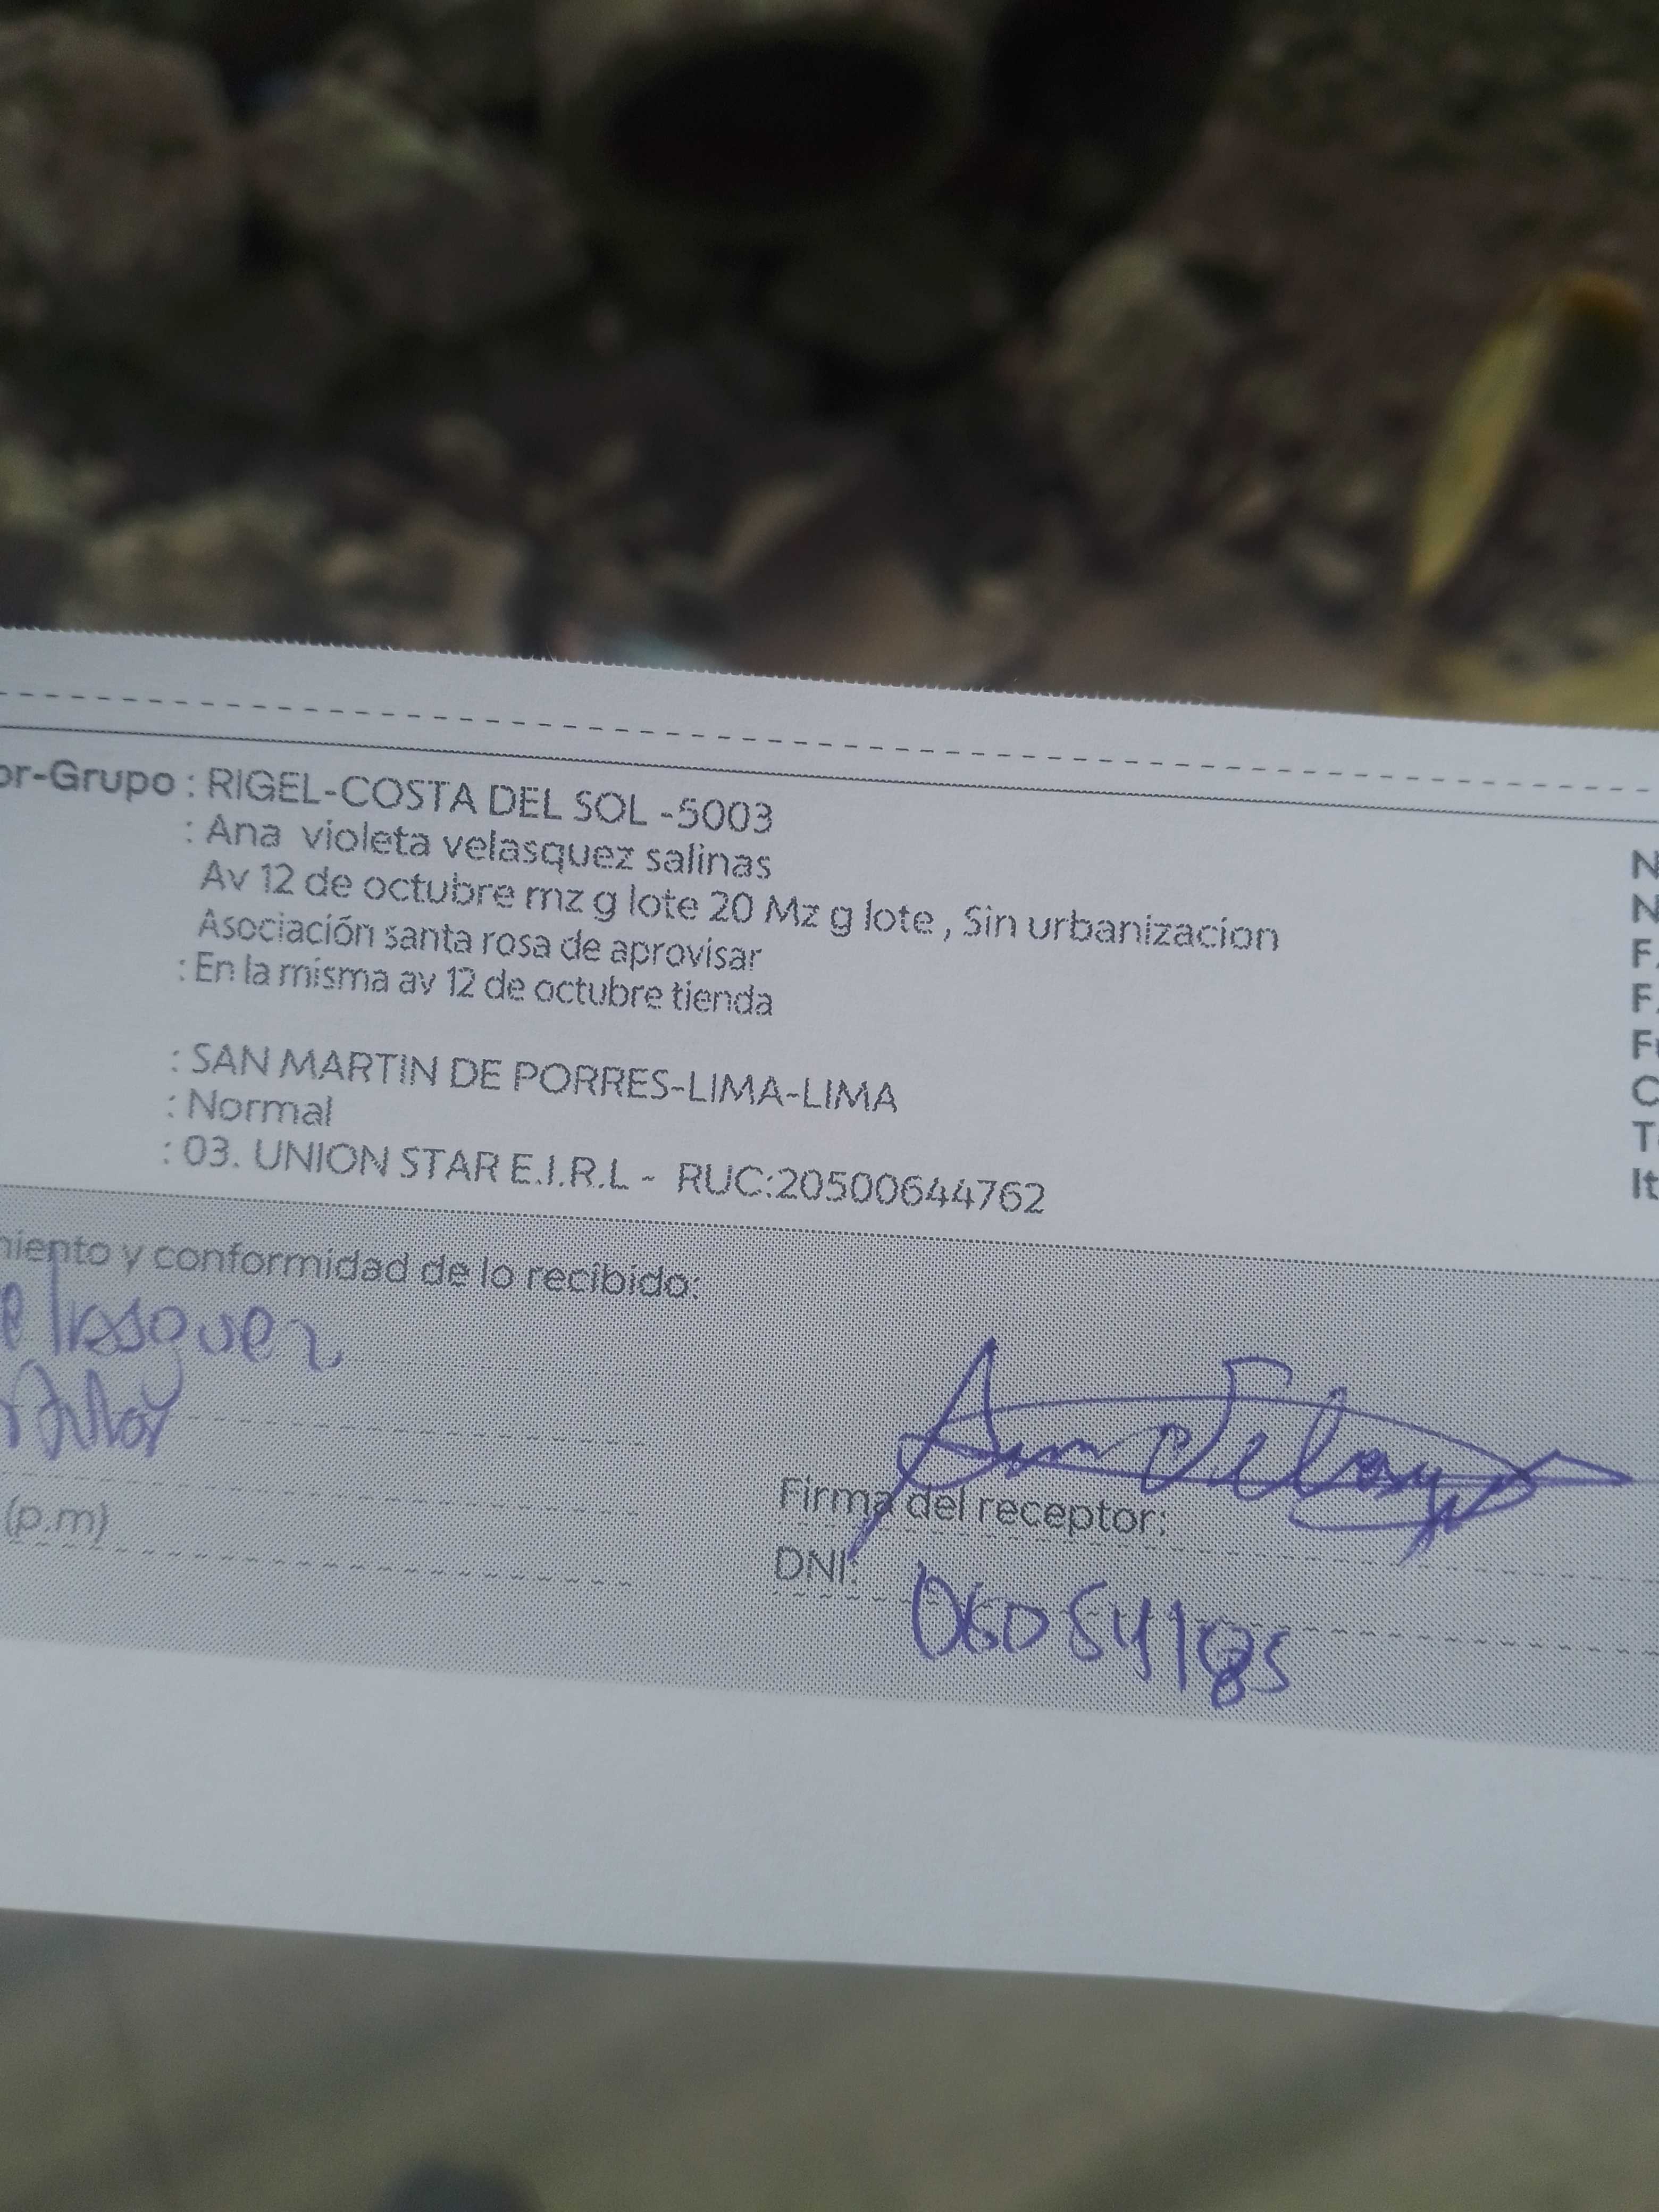 or-Grupo : RIGEL-COSTA DEL SOL -5003
: Ana violeta velasquez salinas
Av 12 de octubre mz g lote 20 Mz g lote , Sin urbanizacion
Asociación santa rosa de aprovisar
: En la misma av 12 de octubre tienda
: SAN MARTIN DE PORRES-LIMA-LIMA
: Normal
: 03. UNION STAR E.I.R.L - RUC:20500644762
N
N
F
F
F
C
T
It
miento y conformidad de lo recibido:
elasquez
(p.m)
Firma del receptor:
DNI: